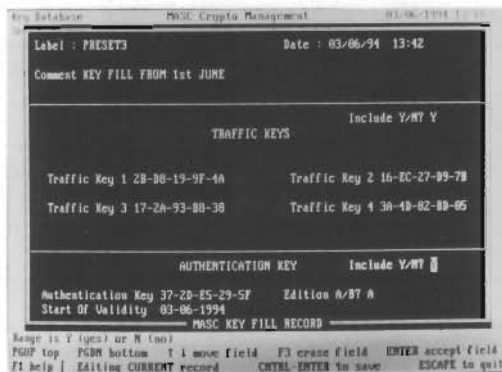 Key Database MASC Crypto Management 03/06/1994
Label : PRESET3 Date : 03/06/94 13:42
Comment KEY FILL FROM 1st JUNE
Include Y/N? Y
TRAFFIC KEYS
Traffic Key 1 2B-D8-19-9F-4A Traffic Key 2 16-EC-27-D9-7B
Traffic Key 3 17-2A-93-B8-38 Traffic Key 4 3A-4D-82-BD-05
AUTHENTICATION KEY Include Y/N?
Authentication Key 37-2D-E5-29-5F Edition A/B? A
Start Of Validity 03-06-1994
MASC KEY FILL RECORD
Range is Y (yes) or N (no)
PGUP top PGDN bottom ↑ ↓ move field F3 erase field ENTER accept field
F1 help | Editing CURRENT record CNTRL-ENTER to save ESCAPE to quit